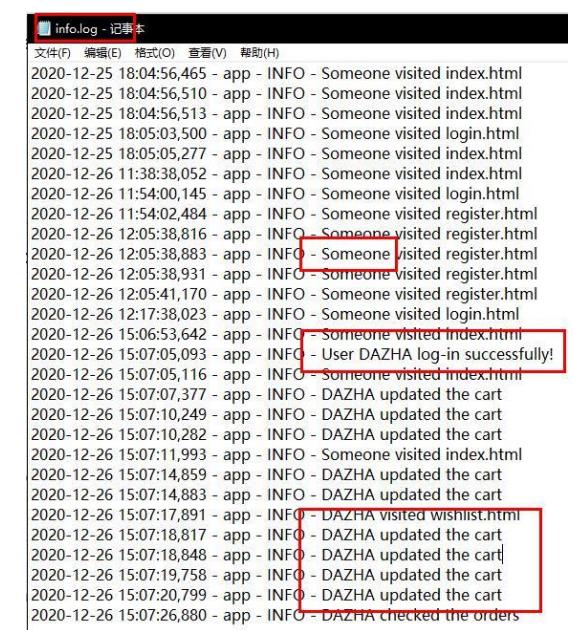 info.log - 记事本
文件(F) 编辑(E) 格式(O) 查看(V) 帮助(H)
2020-12-25 18:04:56,465 - app - INFO - Someone visited index.html
2020-12-25 18:04:56,510 - app - INFO - Someone visited index.html
2020-12-25 18:04:56,513 - app - INFO - Someone visited index.html
2020-12-25 18:05:03,500 - app - INFO - Someone visited login.html
2020-12-25 18:05:05,277 - app - INFO - Someone visited index.html
2020-12-26 11:38:38,052 - app - INFO - Someone visited index.html
2020-12-26 11:54:00,145 - app - INFO - Someone visited login.html
2020-12-26 11:54:02,484 - app - INFO - Someone visited register.html
2020-12-26 12:05:38,816 - app - INFO - Someone visited register.html
2020-12-26 12:05:38,883 - app - INFO - Someone visited register.html
2020-12-26 12:05:38,931 - app - INFO - Someone visited register.html
2020-12-26 12:05:41,170 - app - INFO - Someone visited register.html
2020-12-26 12:17:38,023 - app - INFO - Someone visited login.html
2020-12-26 15:06:53,642 - app - INFO - Someone visited index.html
2020-12-26 15:07:05,093 - app - INFO - User DAZHA log-in successfully!
2020-12-26 15:07:05,116 - app - INFO - Someone visited index.html
2020-12-26 15:07:07,377 - app - INFO - DAZHA updated the cart
2020-12-26 15:07:10,249 - app - INFO - DAZHA updated the cart
2020-12-26 15:07:10,282 - app - INFO - DAZHA updated the cart
2020-12-26 15:07:11,993 - app - INFO - Someone visited index.html
2020-12-26 15:07:14,859 - app - INFO - DAZHA updated the cart
2020-12-26 15:07:14,883 - app - INFO - DAZHA updated the cart
2020-12-26 15:07:17,891 - app - INFO - DAZHA visited wishlist.html
2020-12-26 15:07:18,817 - app - INFO - DAZHA updated the cart
2020-12-26 15:07:18,848 - app - INFO - DAZHA updated the cart
2020-12-26 15:07:19,758 - app - INFO - DAZHA updated the cart
2020-12-26 15:07:20,799 - app - INFO - DAZHA updated the cart
2020-12-26 15:07:26,880 - app - INFO - DAZHA checked the orders